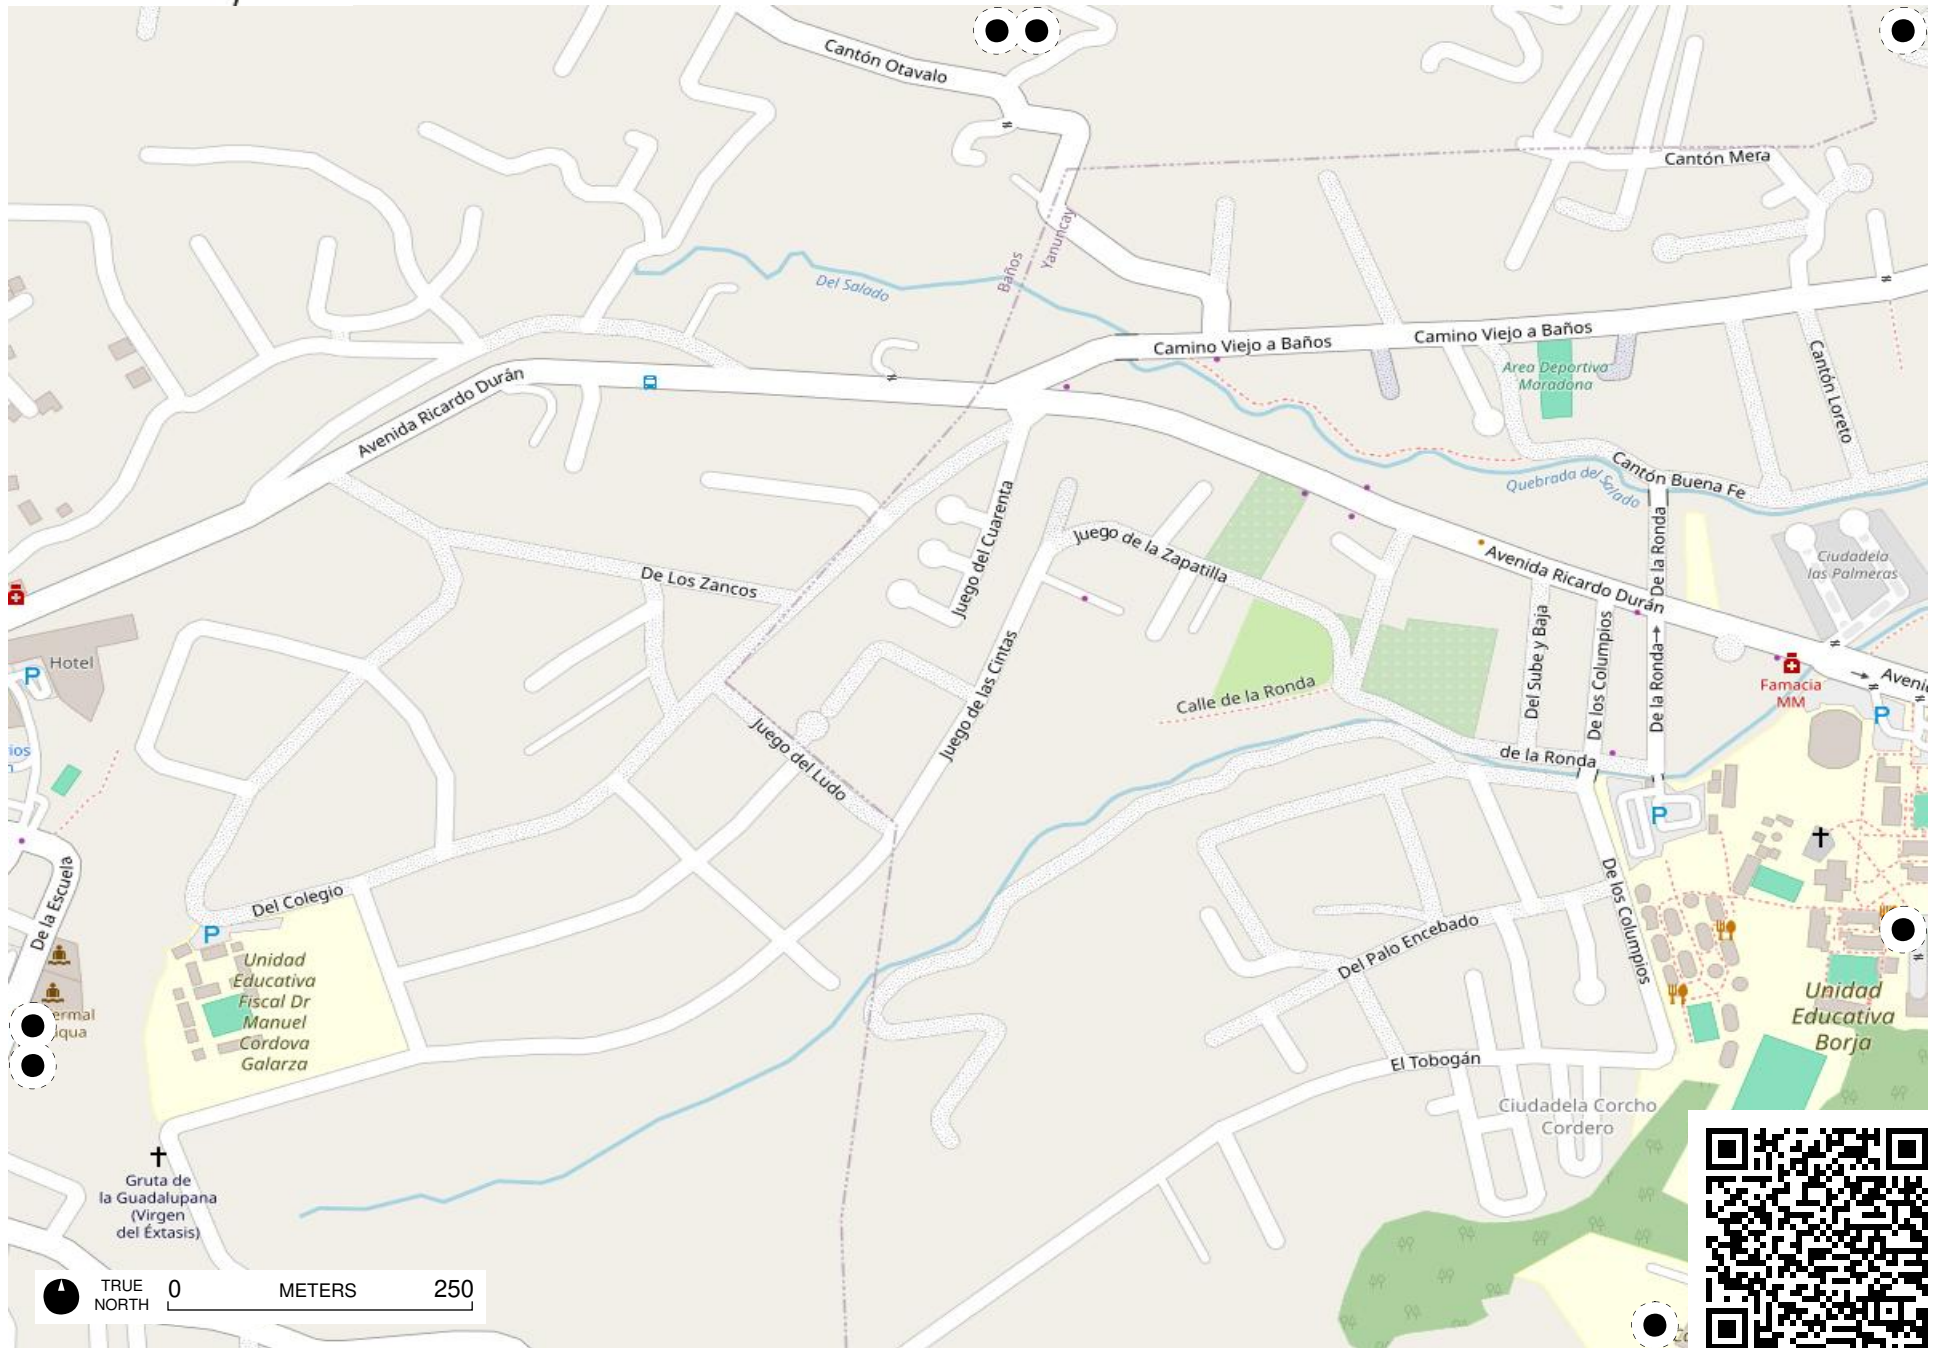 Cantón Otavalo
Cantón Mera
Baños
Yanuncay
Del Salado
Camino Viejo a Baños
Camino Viejo a Baños
Area Deportiva
Maradona
Cantón Loreto
Avenida Ricardo Durán
Cantón Buena Fe
Quebrada del Salado
Juego del Cuarenta
Juego de la Zapatilla
De la Ronda
Avenida Ricardo Durán
Ciudadela
las Palmeras
De Los Zancos
Hotel
P
Juego de las Cintas
Calle de la Ronda
Del Sube y Baja
De los Columpios
De la Ronda
Famacia
MM
P
Juego del Ludo
de la Ronda
P
De la Escuela
Del Colegio
P
De los Columpios
Del Palo Encebado
Unidad
Educativa
Fiscal Dr
Manuel
Córdova
Galarza
Unidad
Educativa
Borja
El Tobogán
Ciudadela Corcho
Cordero
Gruta de
la Guadalupana
(Virgen
del Éxtasis)
TRUE
NORTH
0 METERS 250